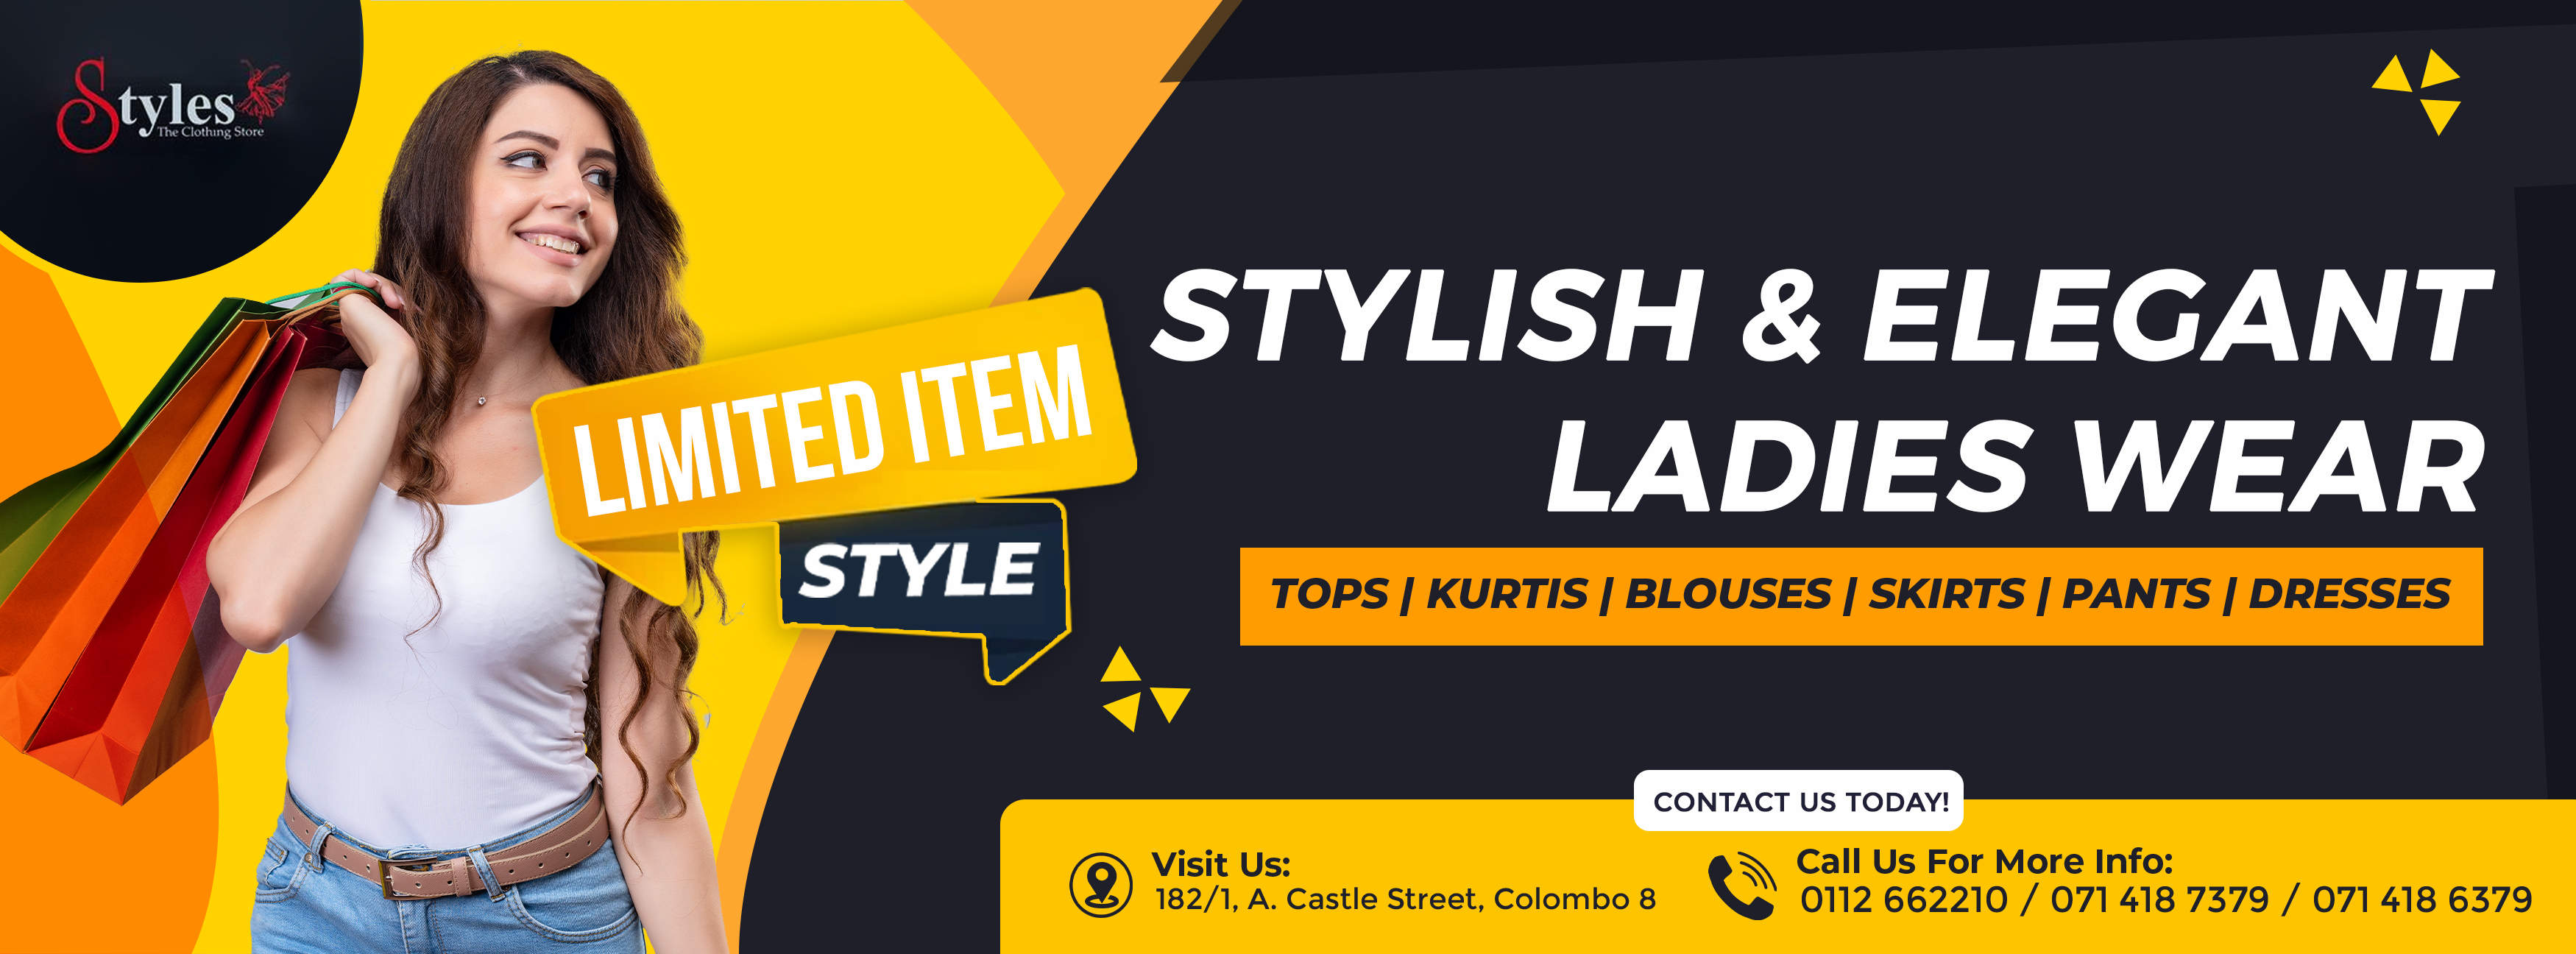 Styles
The Clothung Store
LIMITED ITEM
STYLE
STYLISH & ELEGANT
LADIES WEAR
TOPS | KURTIS | BLOUSES | SKIRTS | PANTS | DRESSES
CONTACT US TODAY!
Visit Us:
182/1, A. Castle Street, Colombo 8
Call Us For More Info:
0112 662210 / 071 418 7379 / 071 418 6379